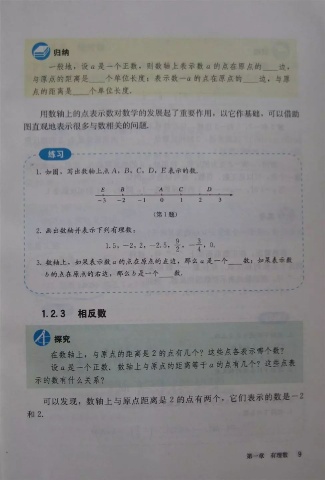 归纳
一般地，设 a 是一个正数，则数轴上表示数 a 的点在原点的____边，
与原点的距离是____个单位长度；表示数－a 的点在原点的____边，与原
点的距离是____个单位长度.
用数轴上的点表示数对数学的发展起了重要作用，以它作基础，可以借助
图直观地表示很多与数相关的问题.
练习
1. 如图，写出数轴上点 A，B，C，D，E 表示的数.
E B A C D
－3 －2 －1 0 1 2 3
（第 1 题）
2. 画出数轴并表示下列有理数：
1.5，－2，2，－2.5，9/2，－3/4，0.
3. 数轴上，如果表示数 a 的点在原点的左边，那么 a 是一个____数；如果表示数
b 的点在原点的右边，那么 b 是一个____数.
1.2.3 相反数
探究
在数轴上，与原点的距离是 2 的点有几个？这些点各表示哪个数？
设 a 是一个正数. 数轴上与原点的距离等于 a 的点有几个？这些点表
示的数有什么关系？
可以发现，数轴上与原点距离是 2 的点有两个，它们表示的数是－2
和 2.
第一章 有理数 9